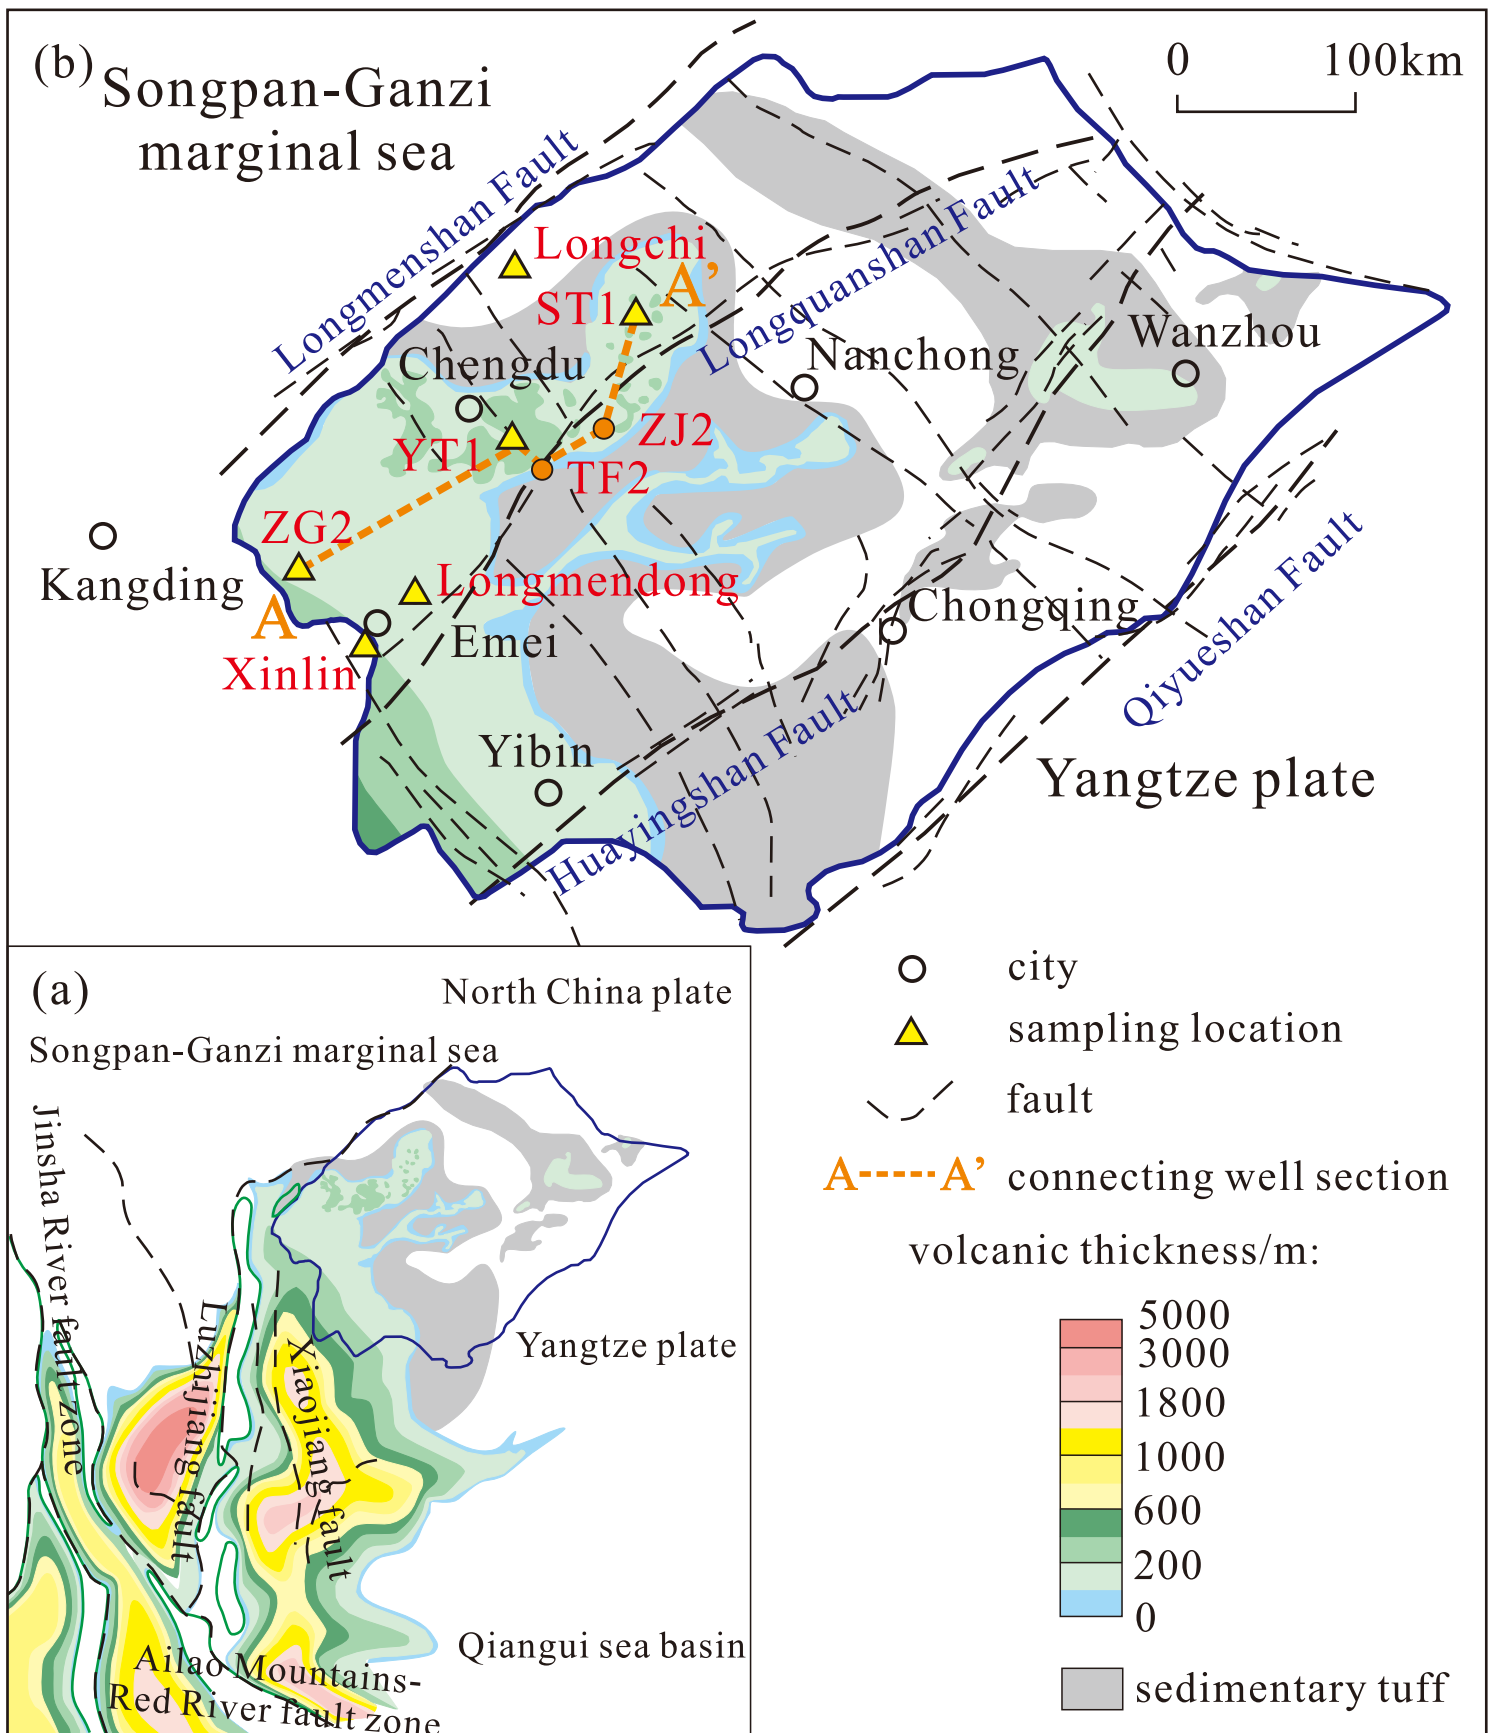 (b)
Songpan-Ganzi
marginal sea
0 100km
Longmenshan Fault
Longchi
A’
ST1
Longquanshan Fault
Wanzhou
Nanchong
Chengdu
ZJ2
YT1
TF2
ZG2
Kangding
Longmendong
A
Chongqing
Emei
Xinlin
Qiyueshan Fault
Yibin
Huayingshan Fault
Yangtze plate
(a)
North China plate
Songpan-Ganzi marginal sea
Jinsha River fault zone
Luzhijiang fault
Xiaojiang fault
Yangtze plate
Qiangui sea basin
Ailao Mountains-
Red River fault zone
city
sampling location
fault
A A’ connecting well section
volcanic thickness/m:
5000
3000
1800
1000
600
200
0
sedimentary tuff